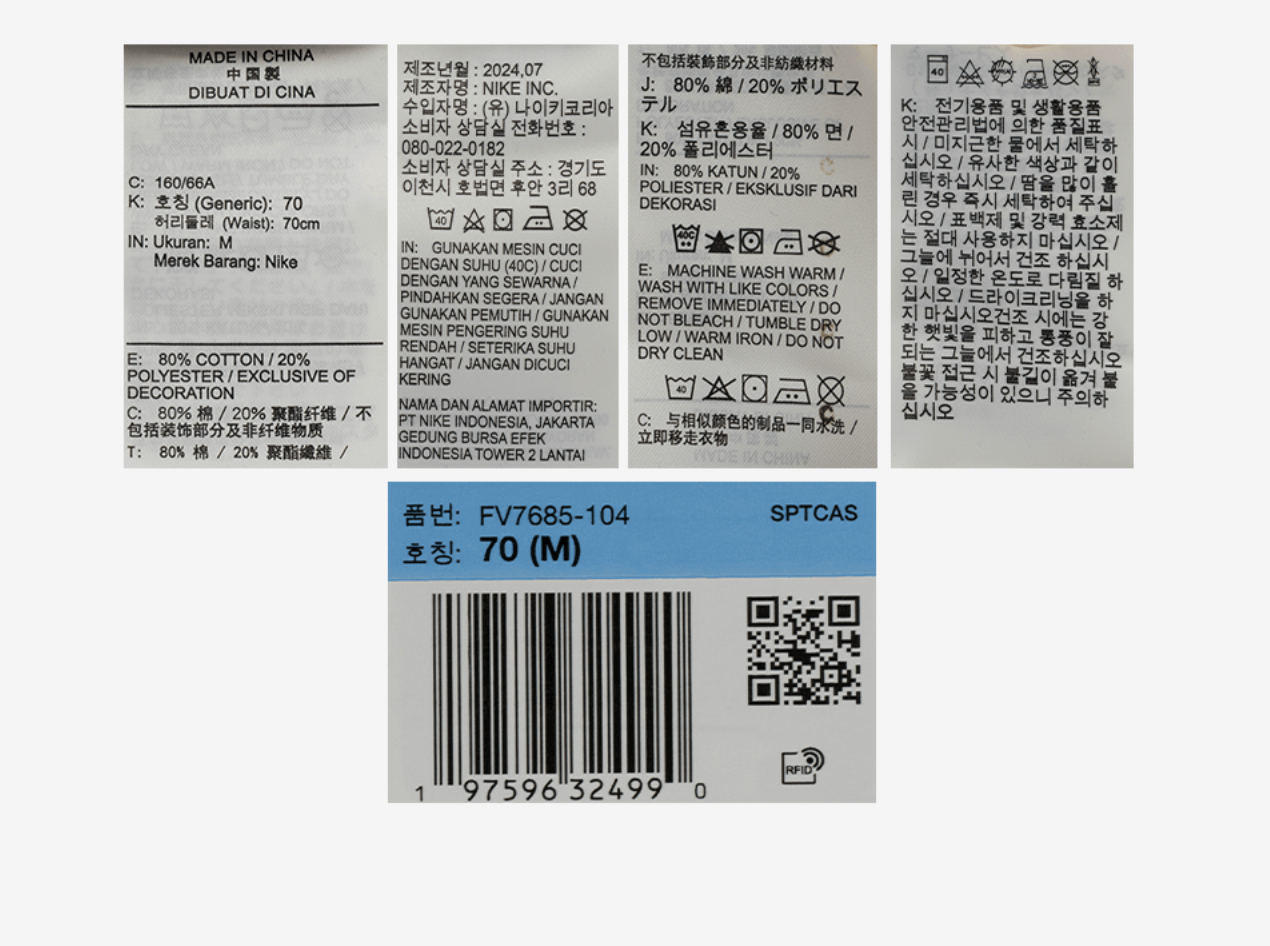 MADE IN CHINA
中国製
DIBUAT DI CINA
C: 160/66A
K: 호칭 (Generic): 70
허리둘레 (Waist): 70cm
IN: Ukuran: M
Merek Barang: Nike
E: 80% COTTON / 20%
POLYESTER / EXCLUSIVE OF
DECORATION
C: 80% 棉 / 20% 聚酯纤维 / 不
包括装饰部分及非纤维物质
T: 80% 棉 / 20% 聚酯纖維 /
제조년월 : 2024,07
제조자명 : NIKE INC.
수입자명 : (유) 나이키코리아
소비자 상담실 전화번호 :
080-022-0182
소비자 상담실 주소 : 경기도
이천시 호법면 후안 3리 68
40
IN: GUNAKAN MESIN CUCI
DENGAN SUHU (40C) / CUCI
DENGAN YANG SEWARNA /
PINDAHKAN SEGERA / JANGAN
GUNAKAN PEMUTIH / GUNAKAN
MESIN PENGERING SUHU
RENDAH / SETERIKA SUHU
HANGAT / JANGAN DICUCI
KERING
NAMA DAN ALAMAT IMPORTIR:
PT NIKE INDONESIA, JAKARTA
GEDUNG BURSA EFEK
INDONESIA TOWER 2 LANTAI
不包括裝飾部分及非紡織材料
J: 80% 綿 / 20% ポリエス
テル
K: 섬유혼용율 / 80% 면 /
20% 폴리에스터
IN: 80% KATUN / 20%
POLIESTER / EKSKLUSIF DARI
DEKORASI
40C
E: MACHINE WASH WARM /
WASH WITH LIKE COLORS /
REMOVE IMMEDIATELY / DO
NOT BLEACH / TUMBLE DRY
LOW / WARM IRON / DO NOT
DRY CLEAN
40
C: 与相似颜色的制品一同水洗 /
立即移走衣物
40
K: 전기용품 및 생활용품
안전관리법에 의한 품질표
시 / 미지근한 물에서 세탁하
십시오 / 유사한 색상과 같이
세탁하십시오 / 땀을 많이 흘
린 경우 즉시 세탁하여 주십
시오 / 표백제 및 강력 효소제
는 절대 사용하지 마십시오 /
그늘에 뉘어서 건조 하십시
오 / 일정한 온도로 다림질 하
십시오 / 드라이크리닝을 하
지 마십시오건조 시에는 강
한 햇빛을 피하고 통풍이 잘
되는 그늘에서 건조하십시오
불꽃 접근 시 불길이 옮겨 붙
을 가능성이 있으니 주의하
십시오
품번: FV7685-104
SPTCAS
호칭: 70 (M)
RFID
1 97596 32499 0